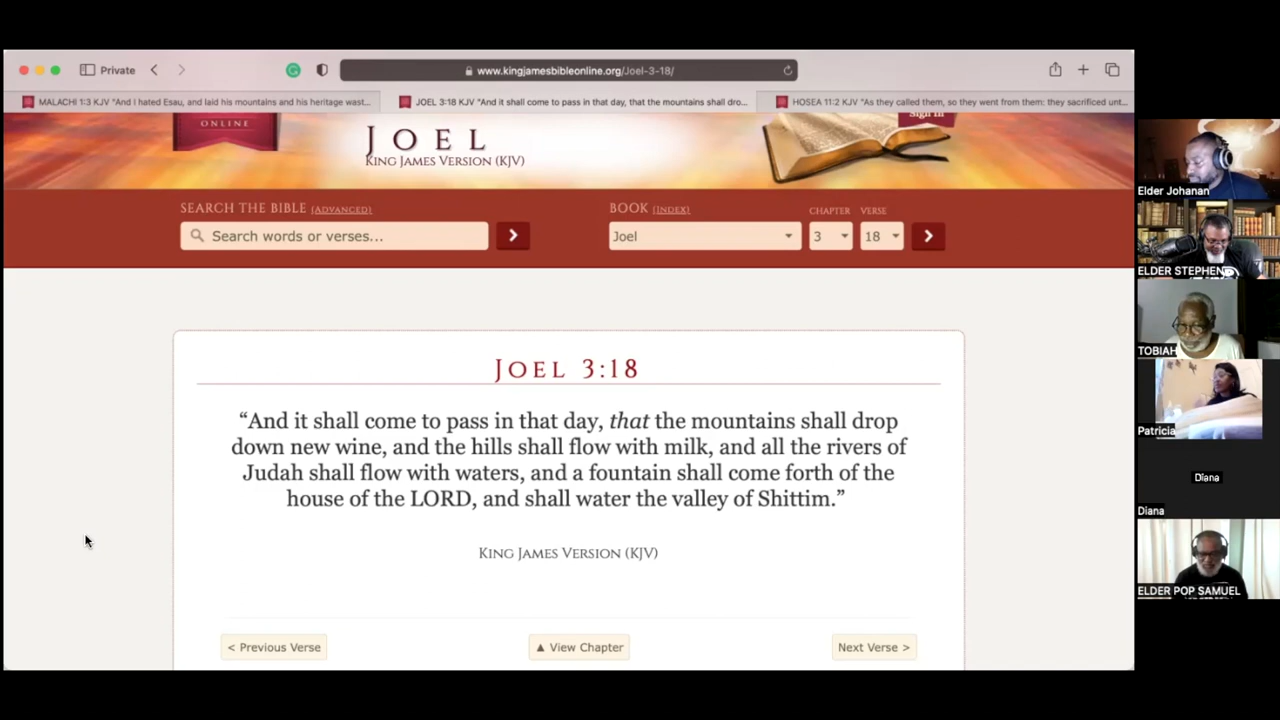 Private
www.kingjamesbibleonline.org/Joel-3-18/
MALACHI 1:3 KJV "And I hated Esau, and laid his mountains and his heritage wast...
JOEL 3:18 KJV "And it shall come to pass in that day, that the mountains shall dro...
HOSEA 11:2 KJV "As they called them, so they went from them: they sacrificed unt...
ONLINE
JOEL
KING JAMES VERSION (KJV)
Sign In
SEARCH THE BIBLE (ADVANCED)
BOOK (INDEX)
CHAPTER
VERSE
Search words or verses...
Joel
3
18
JOEL 3:18
“And it shall come to pass in that day, that the mountains shall drop
down new wine, and the hills shall flow with milk, and all the rivers of
Judah shall flow with waters, and a fountain shall come forth of the
house of the LORD, and shall water the valley of Shittim.”
KING JAMES VERSION (KJV)
< Previous Verse
▲ View Chapter
Next Verse >
Elder Johanan
ELDER STEPHEN
TOBIAH
Patricia
Diana
Diana
ELDER POP SAMUEL